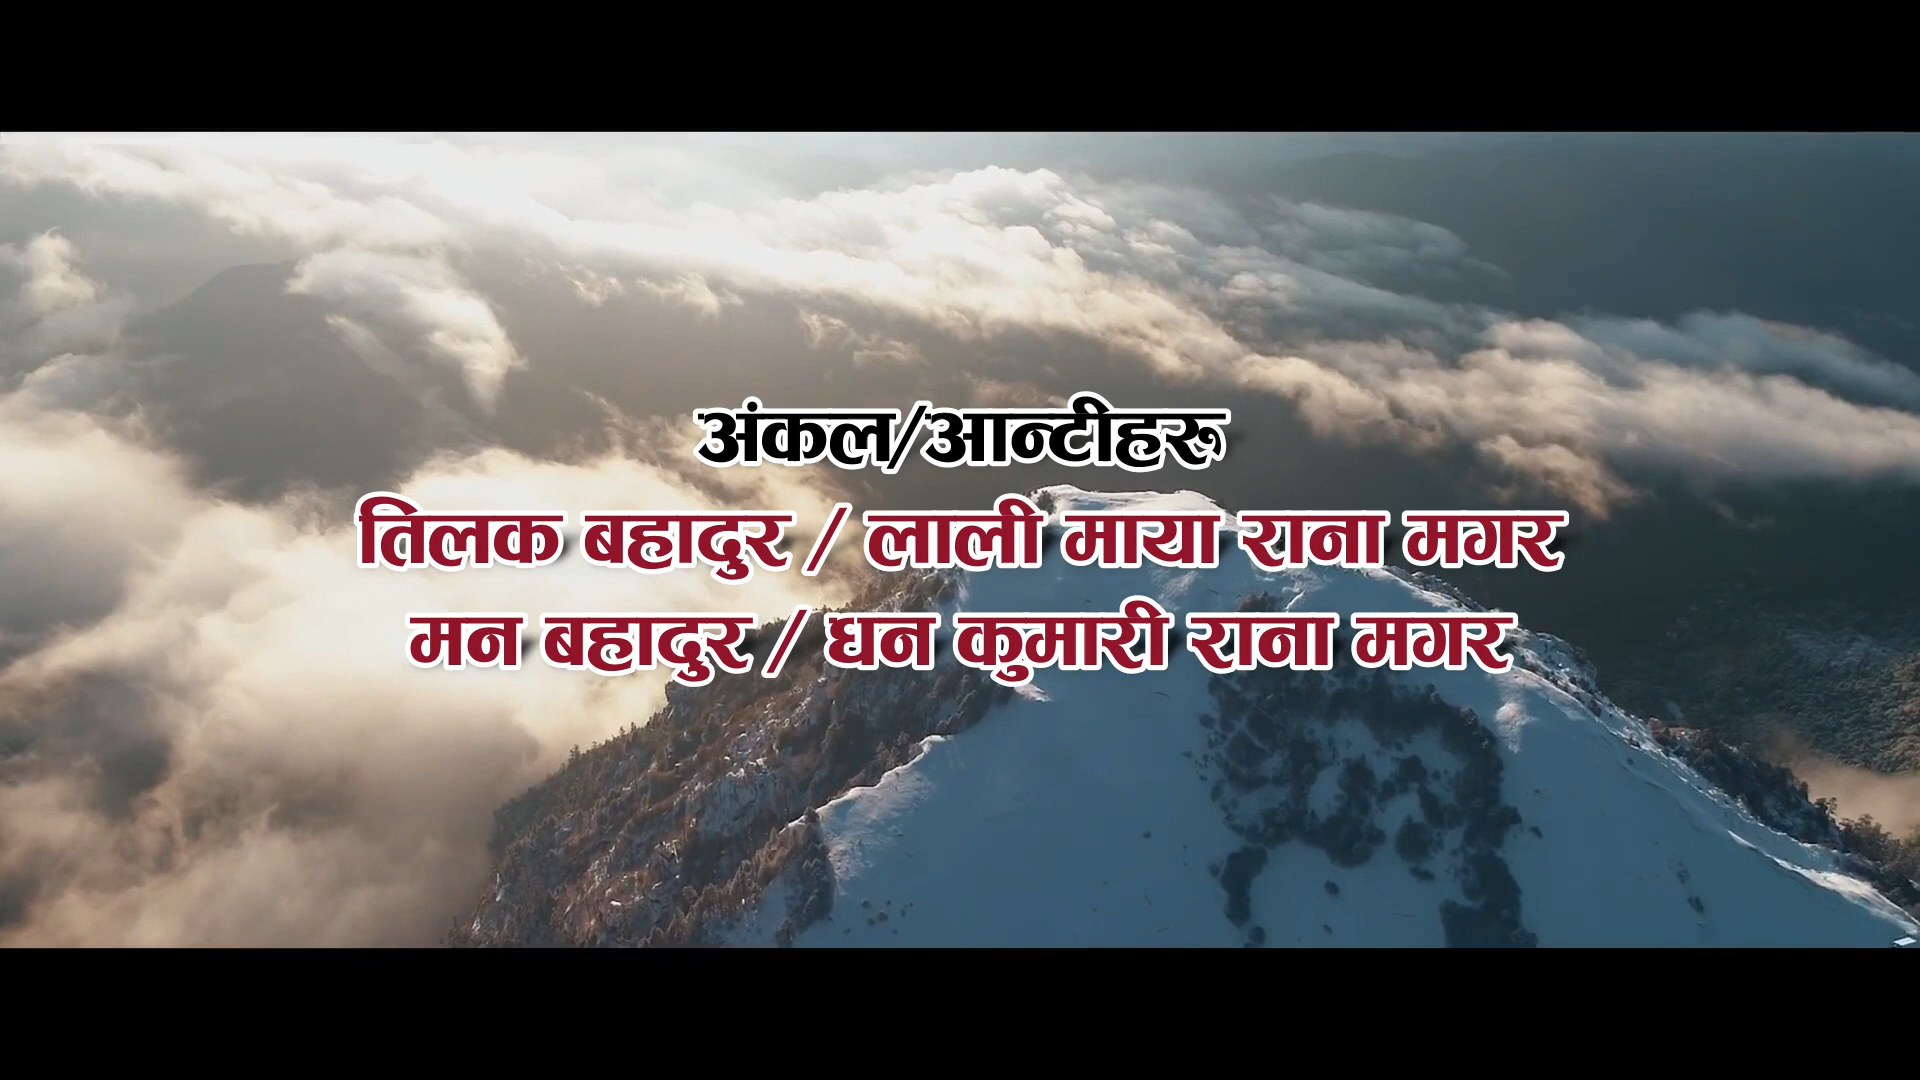 अंकल/आन्टीहरू
तिलक बहादुर / लाली माया राना मगर
मन बहादुर / धन कुमारी राना मगर